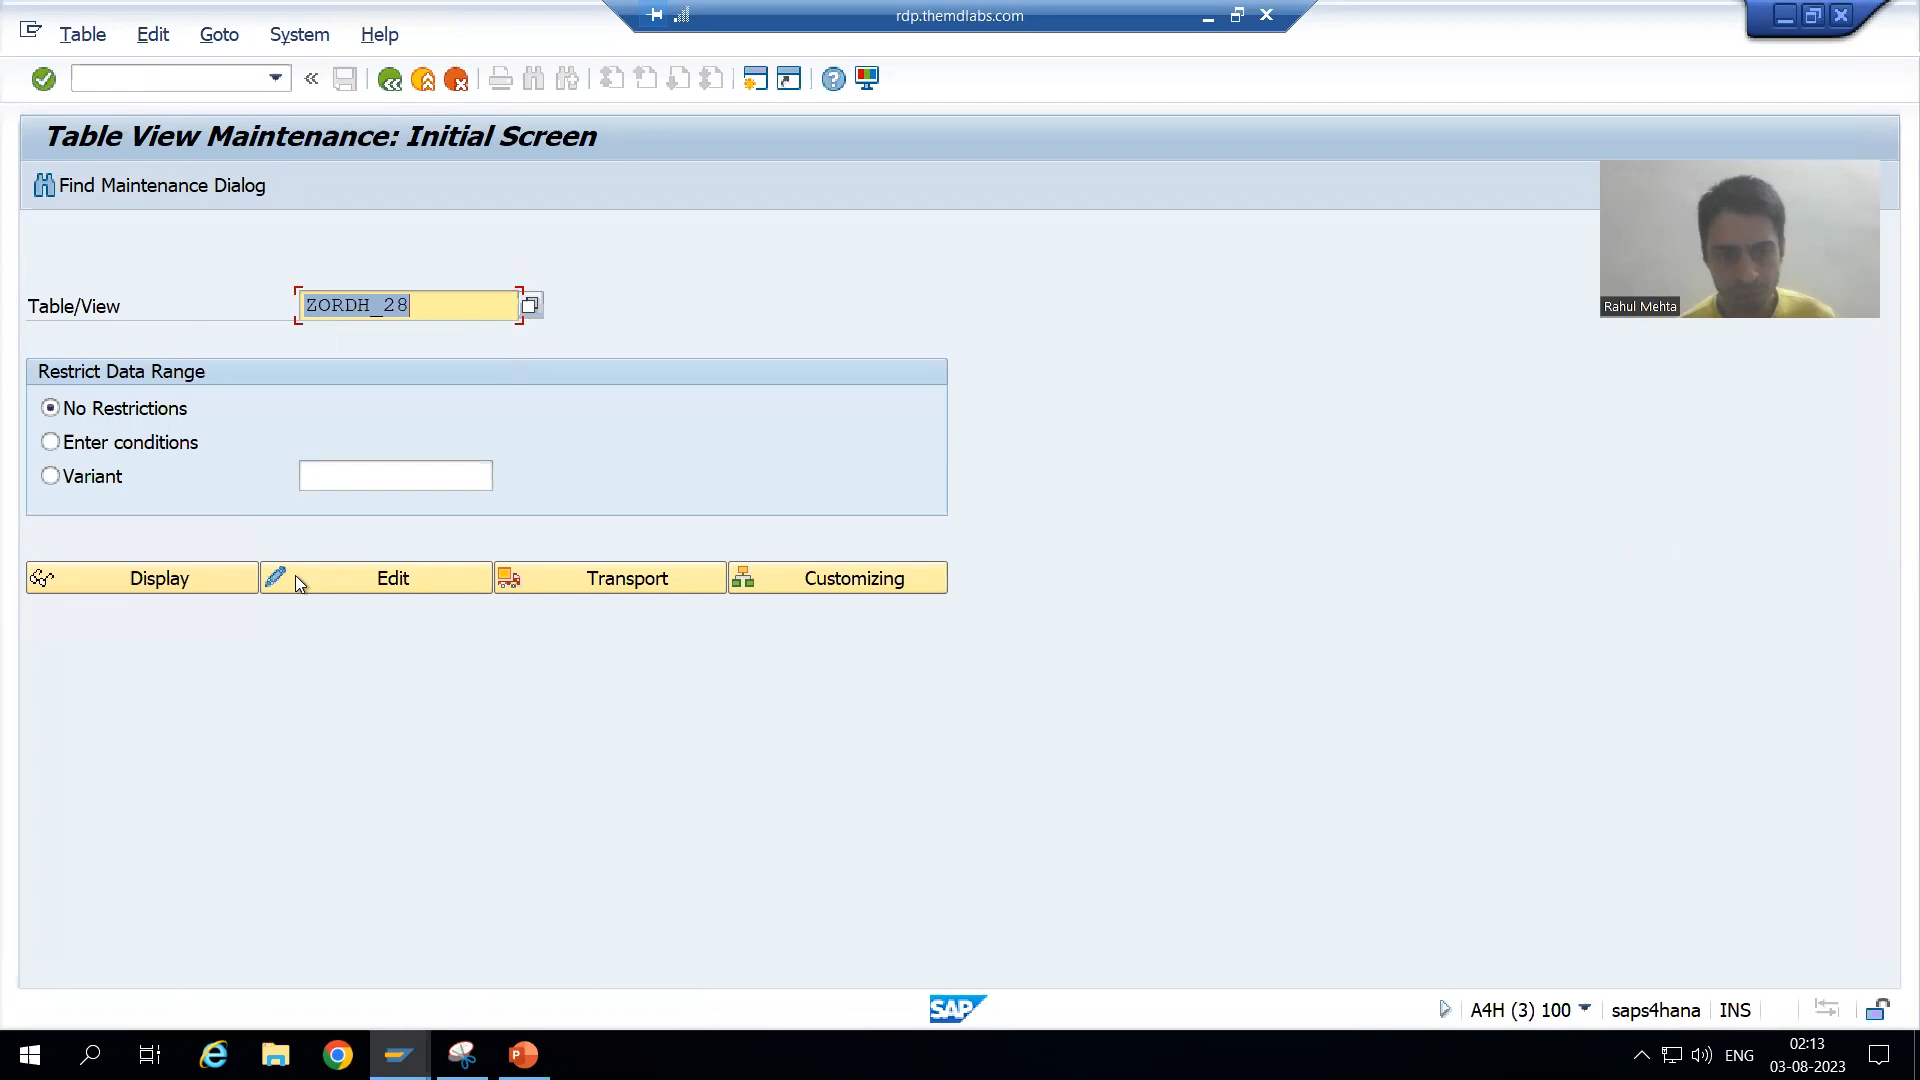 rdp.themdlabs.com
Table Edit Goto System Help
Table View Maintenance: Initial Screen
Find Maintenance Dialog
Rahul Mehta
Table/View ZORDH_28
Restrict Data Range
No Restrictions
Enter conditions
Variant
Display Edit Transport Customizing
SAP
A4H (3) 100 saps4hana INS
ENG
02:13
03-08-2023